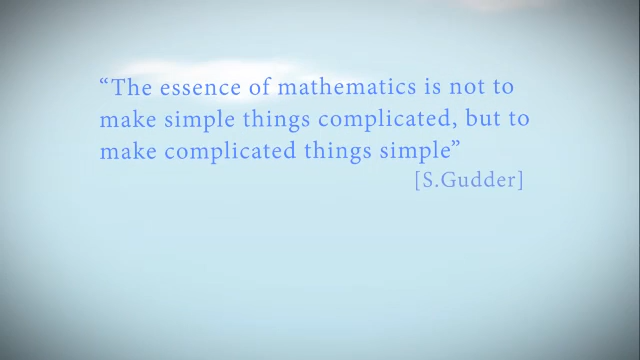 “The essence of mathematics is not to
make simple things complicated, but to
make complicated things simple”
[S.Gudder]